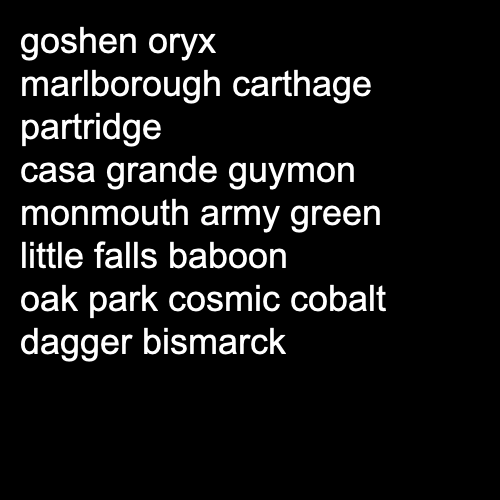 goshen oryx
marlborough carthage
partridge
casa grande guymon
monmouth army green
little falls baboon
oak park cosmic cobalt
dagger bismarck